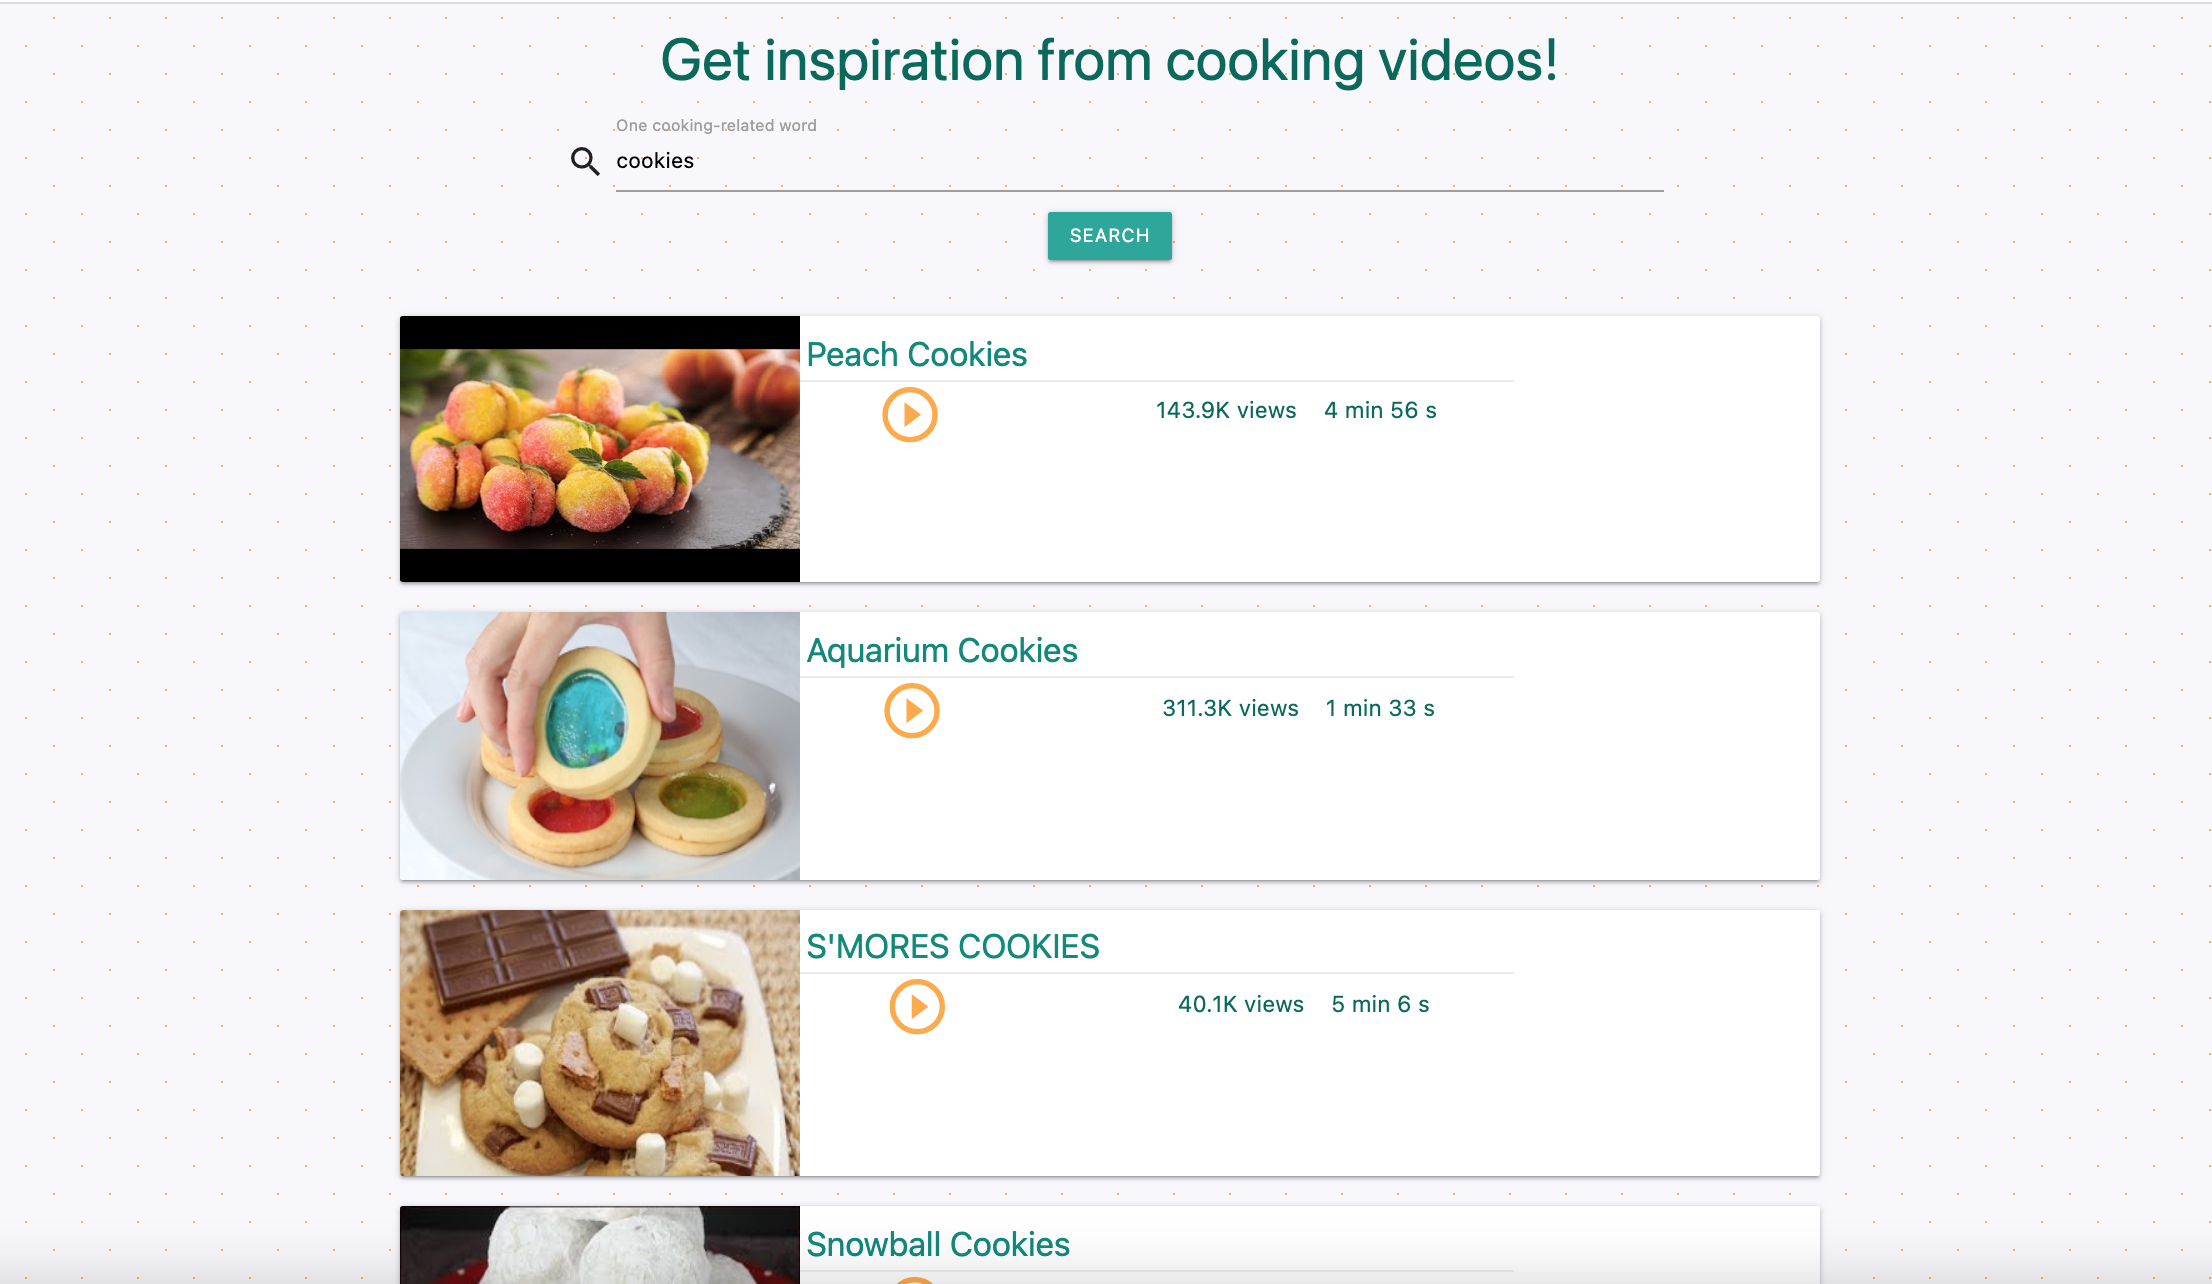 Get inspiration from cooking videos!
One cooking-related word
cookies
SEARCH
Peach Cookies
143.9K views 4 min 56 s
Aquarium Cookies
311.3K views 1 min 33 s
S'MORES COOKIES
40.1K views 5 min 6 s
Snowball Cookies